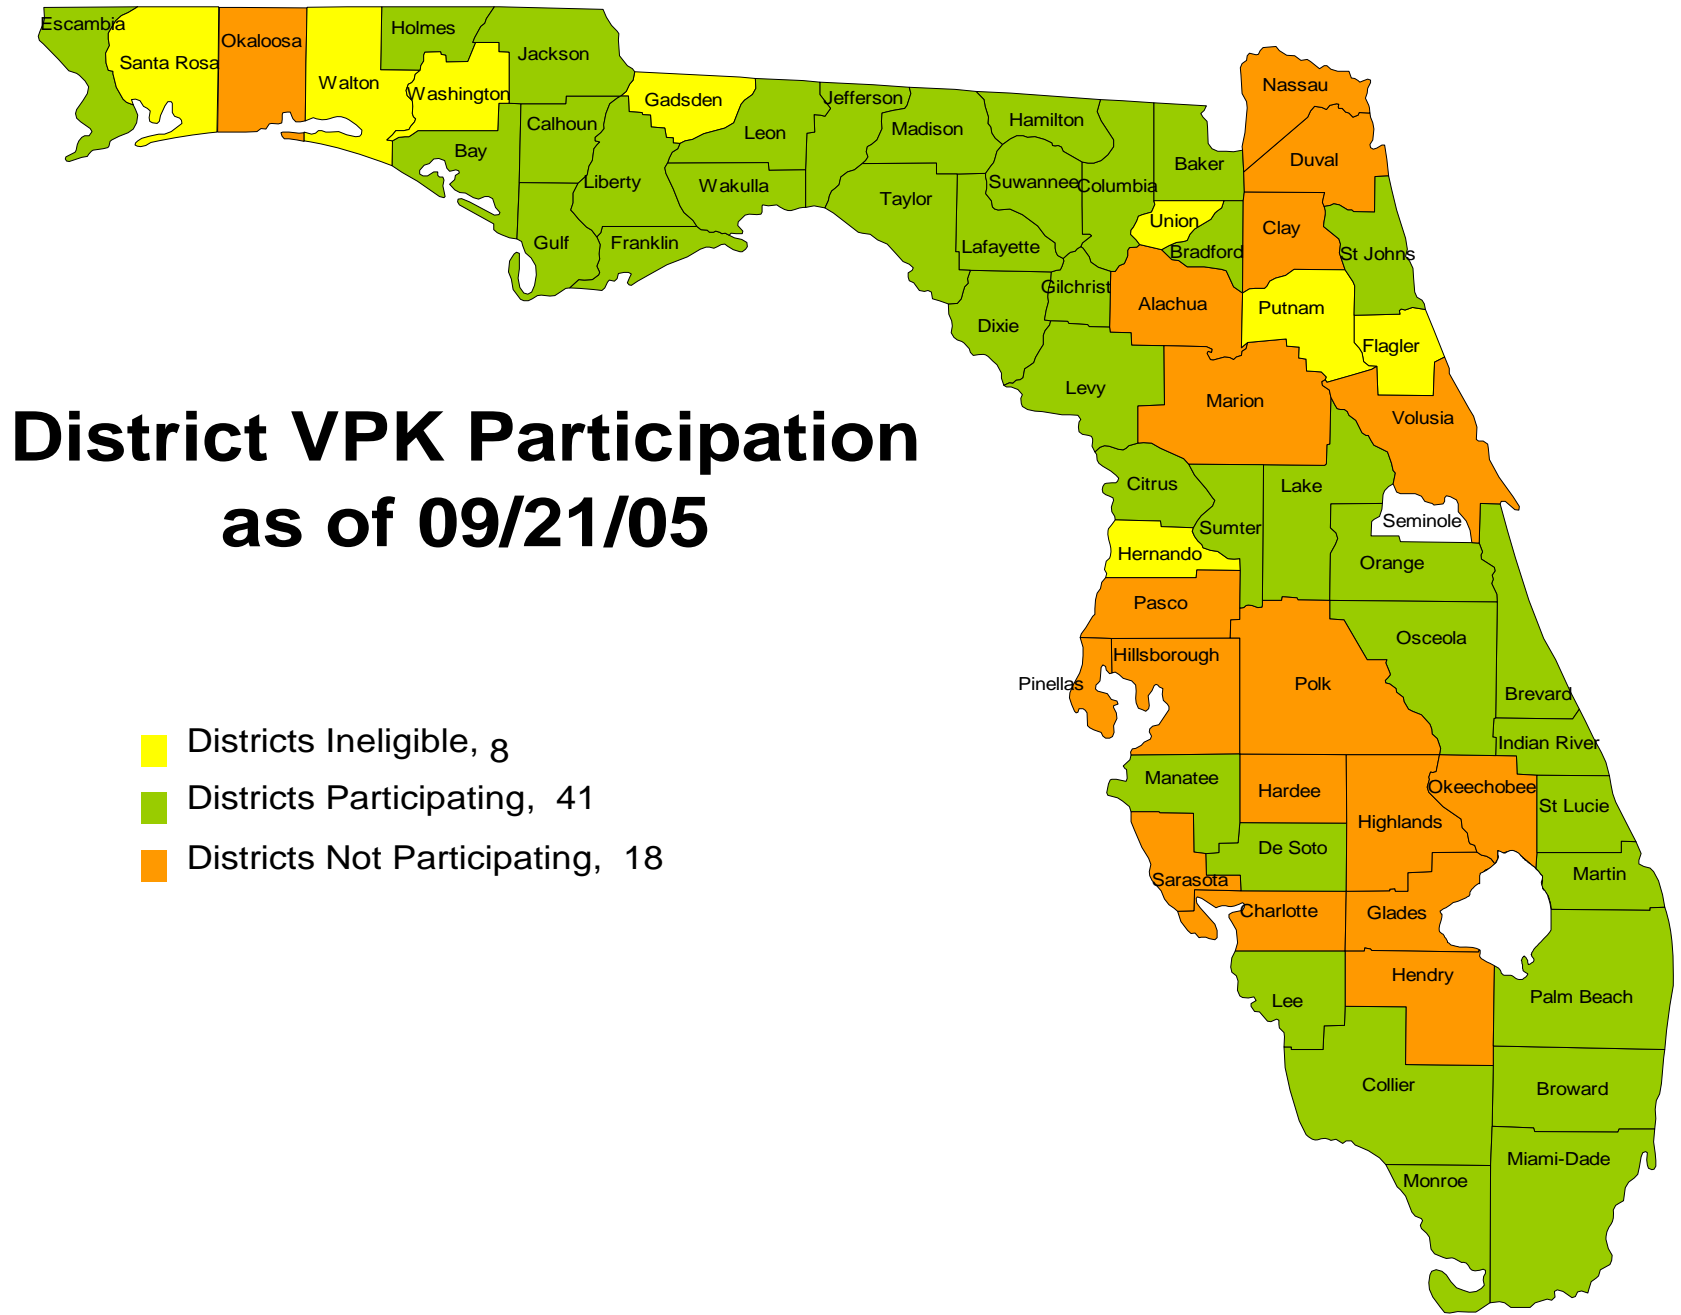 Escambia
Santa Rosa
Okaloosa
Walton
Holmes
Washington
Jackson
Bay
Calhoun
Gulf
Liberty
Gadsden
Franklin
Leon
Wakulla
Jefferson
Madison
Taylor
Hamilton
Suwannee
Lafayette
Columbia
Baker
Union
Bradford
Gilchrist
Dixie
Alachua
Levy
Nassau
Duval
Clay
St Johns
Putnam
Flagler
Marion
Volusia
District VPK Participation
as of 09/21/05
Citrus
Sumter
Lake
Seminole
Hernando
Orange
Pasco
Osceola
Hillsborough
Pinellas
Polk
Brevard
Indian River
Districts Ineligible, 8
Districts Participating, 41
Districts Not Participating, 18
Manatee
Hardee
Okeechobee
St Lucie
Highlands
De Soto
Martin
Sarasota
Charlotte
Glades
Hendry
Lee
Palm Beach
Collier
Broward
Miami-Dade
Monroe